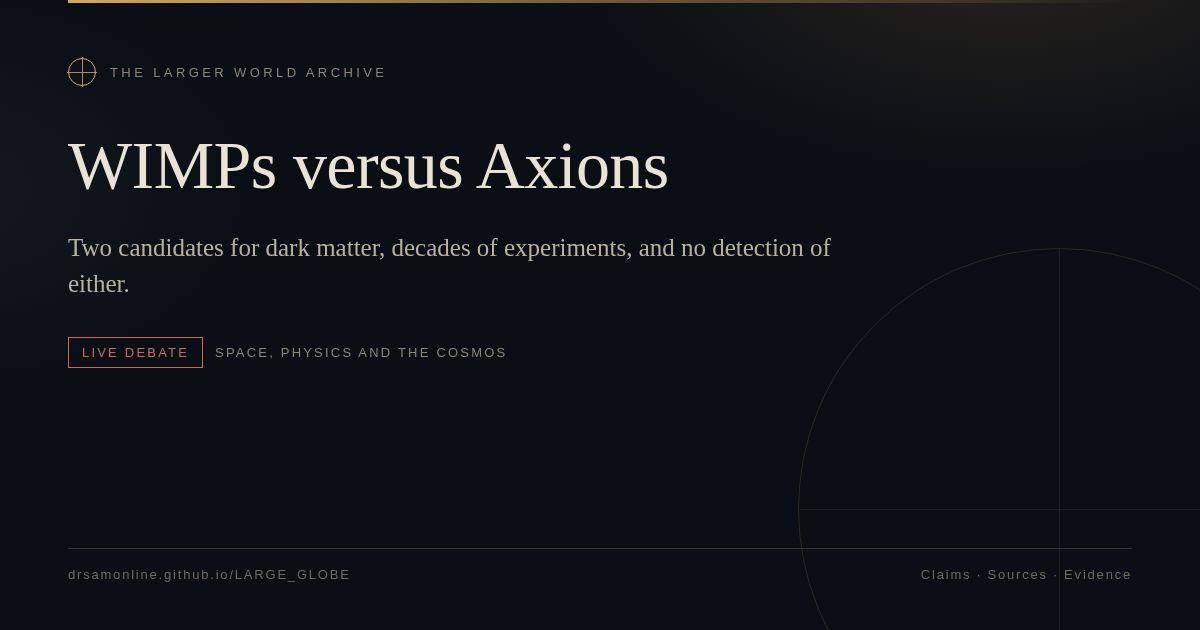 THE LARGER WORLD ARCHIVE
WIMPs versus Axions
Two candidates for dark matter, decades of experiments, and no detection of
either.
LIVE DEBATE
SPACE, PHYSICS AND THE COSMOS
drsamonline.github.io/LARGE_GLOBE
Claims · Sources · Evidence